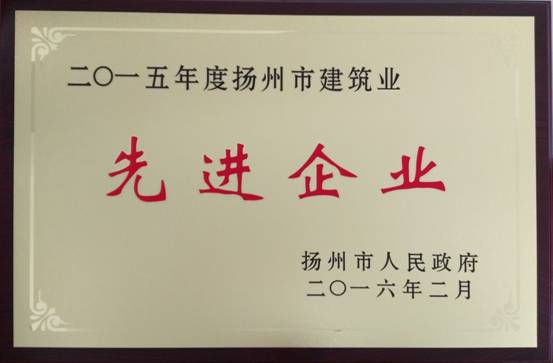 二〇一五年度扬州市建筑业
先进企业
扬州市人民政府
二〇一六年二月